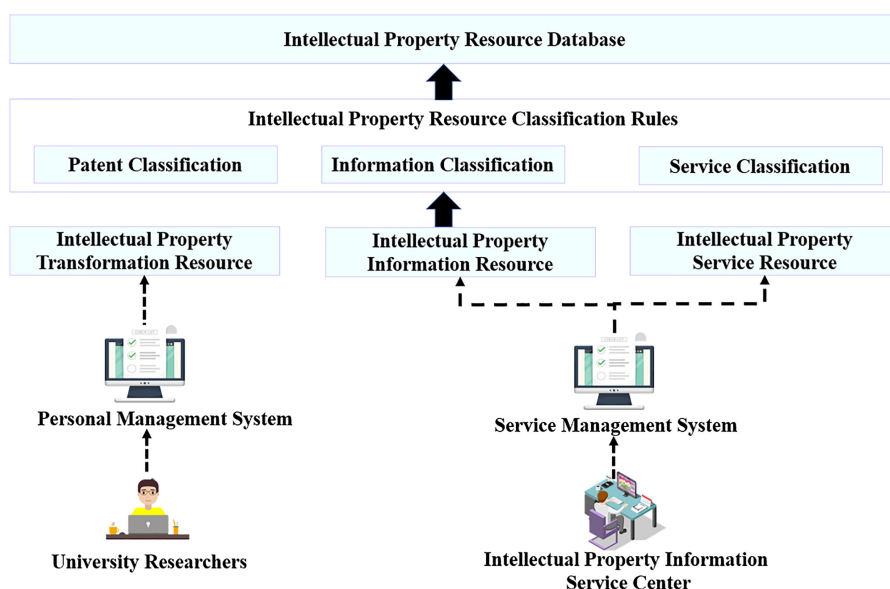 Intellectual Property Resource Database
Intellectual Property Resource Classification Rules
Patent Classification
Information Classification
Service Classification
Intellectual Property
Transformation Resource
Intellectual Property
Information Resource
Intellectual Property
Service Resource
CHECKLIST
CHECKLIST
Personal Management System
Service Management System
University Researchers
Intellectual Property Information
Service Center